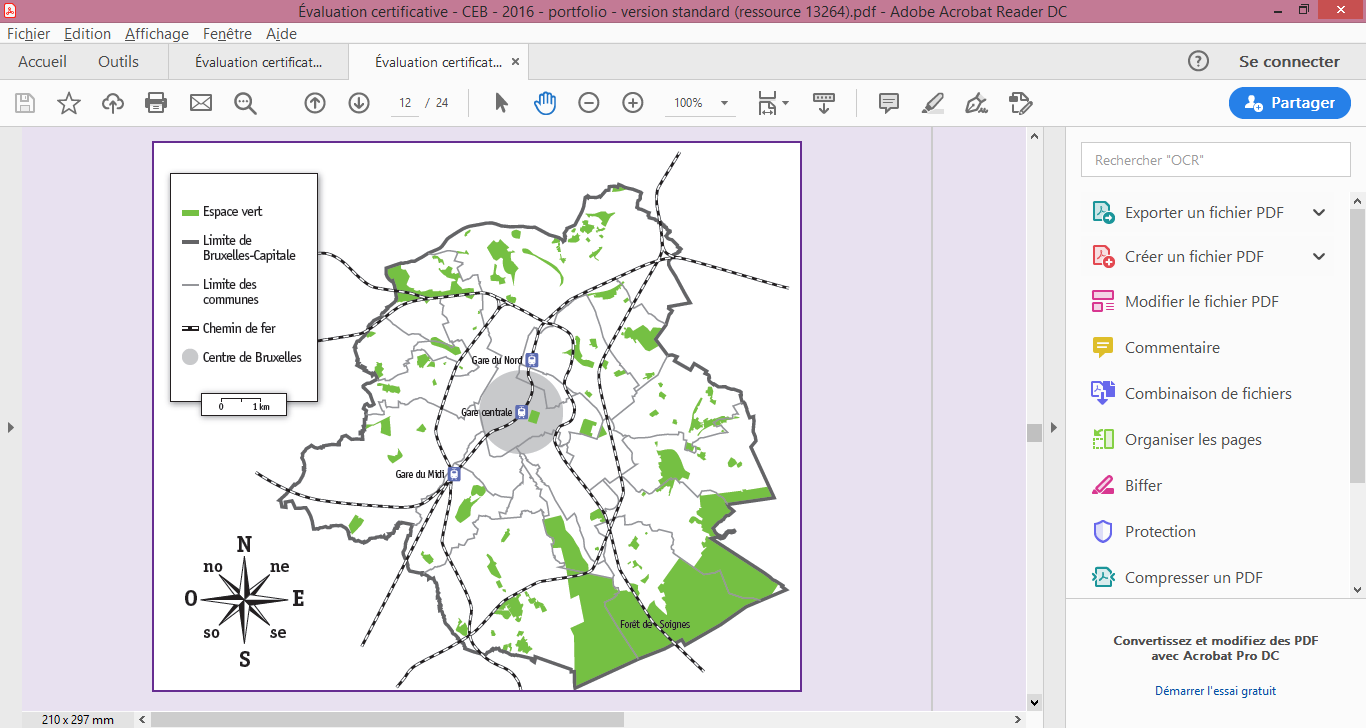 Évaluation certificative - CEB - 2016 - portfolio - version standard (ressource 13264).pdf - Adobe Acrobat Reader DC
Fichier Edition Affichage Fenêtre Aide
Accueil Outils Évaluation certificat... Évaluation certificat... × ? Se connecter
12 / 24 100% Partager
Espace vert
Limite de
Bruxelles-Capitale
Limite des
communes
Chemin de fer
Centre de Bruxelles
0 1 km
Gare du Nord
Gare centrale
Gare du Midi
Forêt de Soignes
N
no ne
O E
so se
S
210 x 297 mm
Rechercher "OCR"
Exporter un fichier PDF
Créer un fichier PDF
Modifier le fichier PDF
Commentaire
Combinaison de fichiers
Organiser les pages
Biffer
Protection
Compresser un PDF
Convertissez et modifiez des PDF
avec Acrobat Pro DC
Démarrer l'essai gratuit